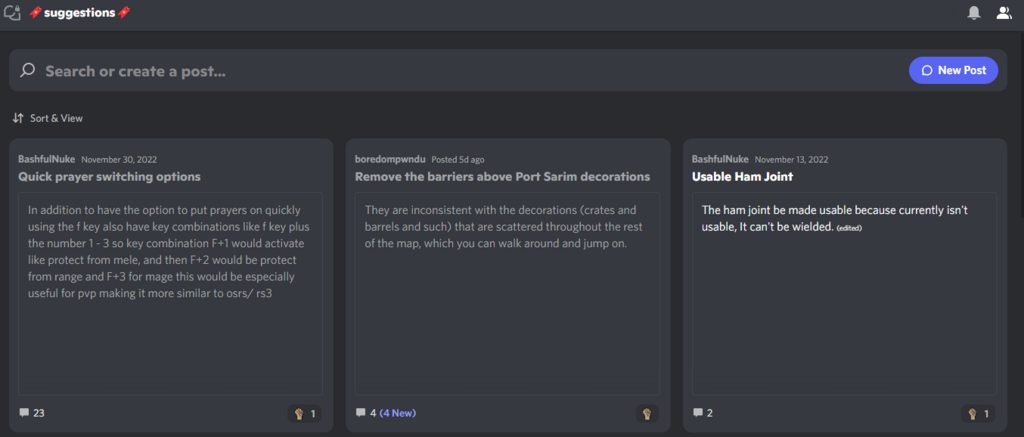 suggestions
Search or create a post...
New Post
Sort & View
BashfulNuke November 30, 2022
Quick prayer switching options
In addition to have the option to put prayers on quickly
using the f key also have key combinations like f key plus
the number 1 - 3 so key combination F+1 would activate
like protect from mele, and then F+2 would be protect
from range and F+3 for mage this would be especially
useful for pvp making it more similar to osrs/ rs3
23
1
boredompwndu Posted 5d ago
Remove the barriers above Port Sarim decorations
They are inconsistent with the decorations (crates and
barrels and such) that are scattered throughout the rest
of the map, which you can walk around and jump on.
4 (4 New)
BashfulNuke November 13, 2022
Usable Ham Joint
The ham joint be made usable because currently isn't
usable, It can't be wielded. (edited)
2
1